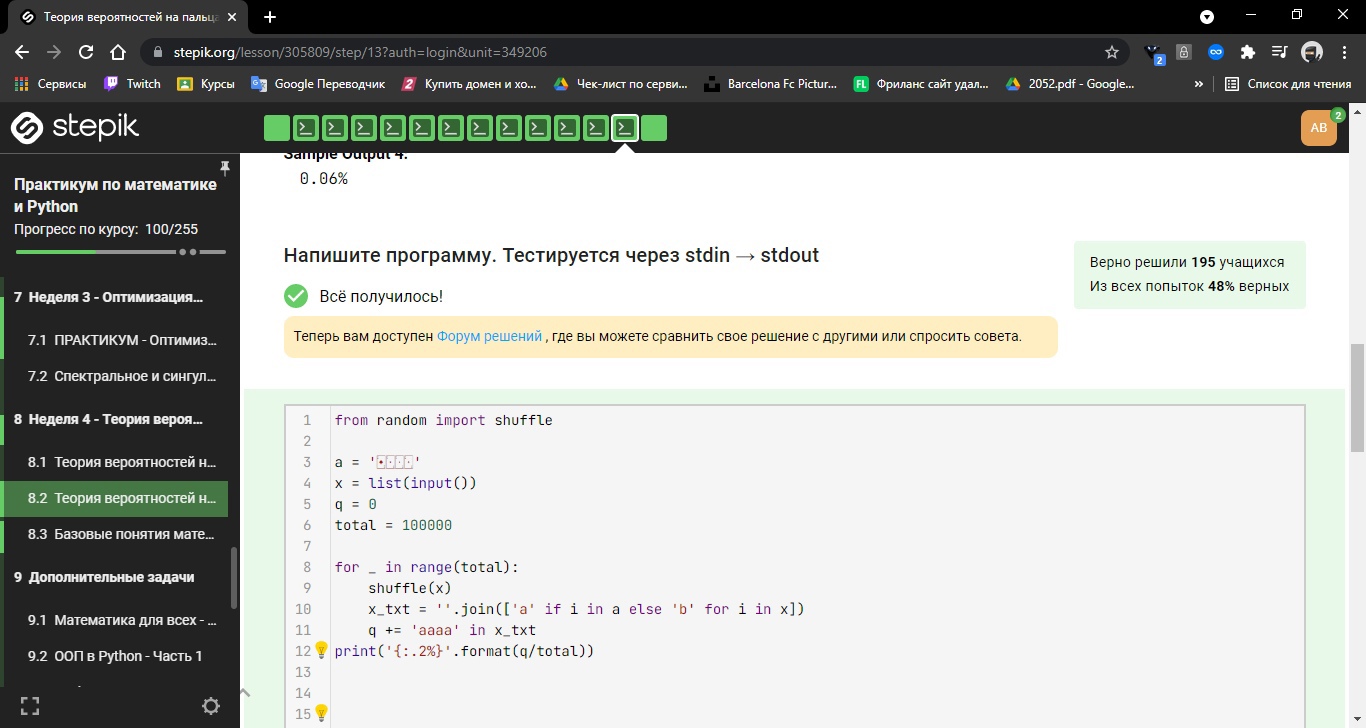 Теория вероятностей на пальца
stepik.org/lesson/305809/step/13?auth=login&unit=349206
2
Сервисы
Twitch
Курсы
Google Переводчик
Купить домен и хо...
Чек-лист по серви...
Barcelona Fc Pictur...
Фриланс сайт удал...
2052.pdf - Google...
»
Список для чтения
stepik
AB
2
Практикум по математике
и Python
Прогресс по курсу: 100/255
7 Неделя 3 - Оптимизация...
7.1 ПРАКТИКУМ - Оптимиз...
7.2 Спектральное и сингул...
8 Неделя 4 - Теория вероя...
8.1 Теория вероятностей н...
8.2 Теория вероятностей н...
8.3 Базовые понятия мате...
9 Дополнительные задачи
9.1 Математика для всех - ...
9.2 ООП в Python - Часть 1
Sample Output 4:
0.06%
Напишите программу. Тестируется через stdin → stdout
Всё получилось!
Теперь вам доступен Форум решений , где вы можете сравнить свое решение с другими или спросить совета.
Верно решили 195 учащихся
Из всех попыток 48% верных
1 from random import shuffle
2
3 a = '••••'
4 x = list(input())
5 q = 0
6 total = 100000
7
8 for _ in range(total):
9 shuffle(x)
10 x_txt = ''.join(['a' if i in a else 'b' for i in x])
11 q += 'aaaa' in x_txt
12 print('{:.2%}'.format(q/total))
13
14
15